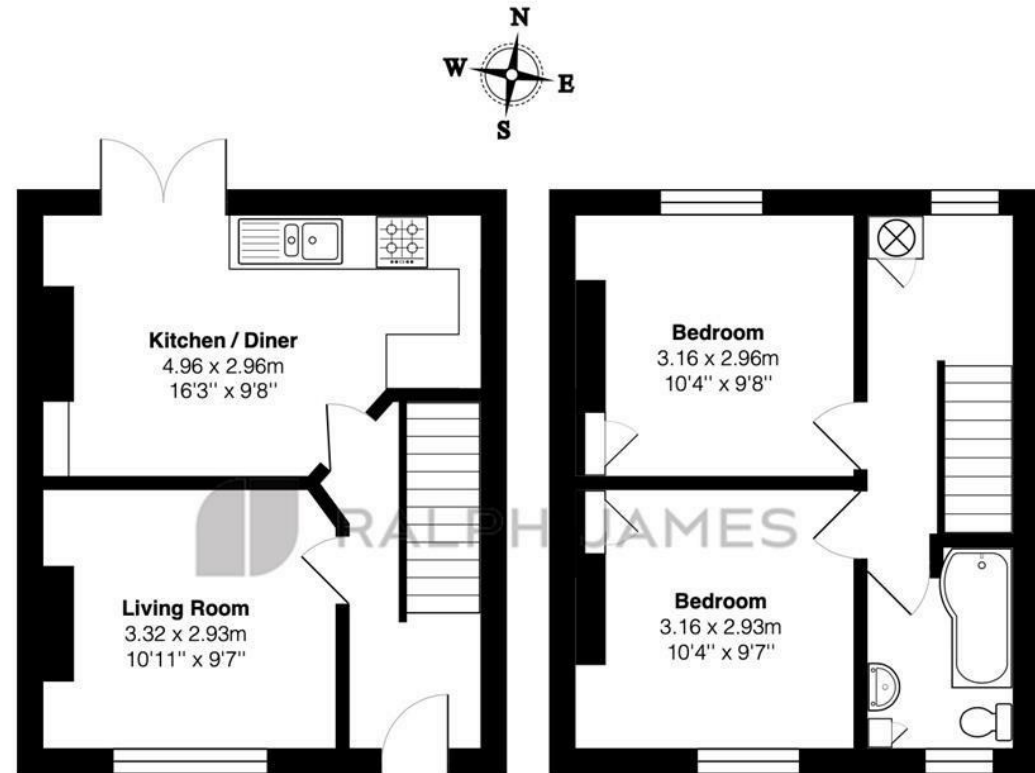 N
W
E
S
Kitchen / Diner
4.96 x 2.96m
16'3'' x 9'8''
Bedroom
3.16 x 2.96m
10'4'' x 9'8''
RALPH JAMES
Living Room
3.32 x 2.93m
10'11'' x 9'7''
Bedroom
3.16 x 2.93m
10'4'' x 9'7''